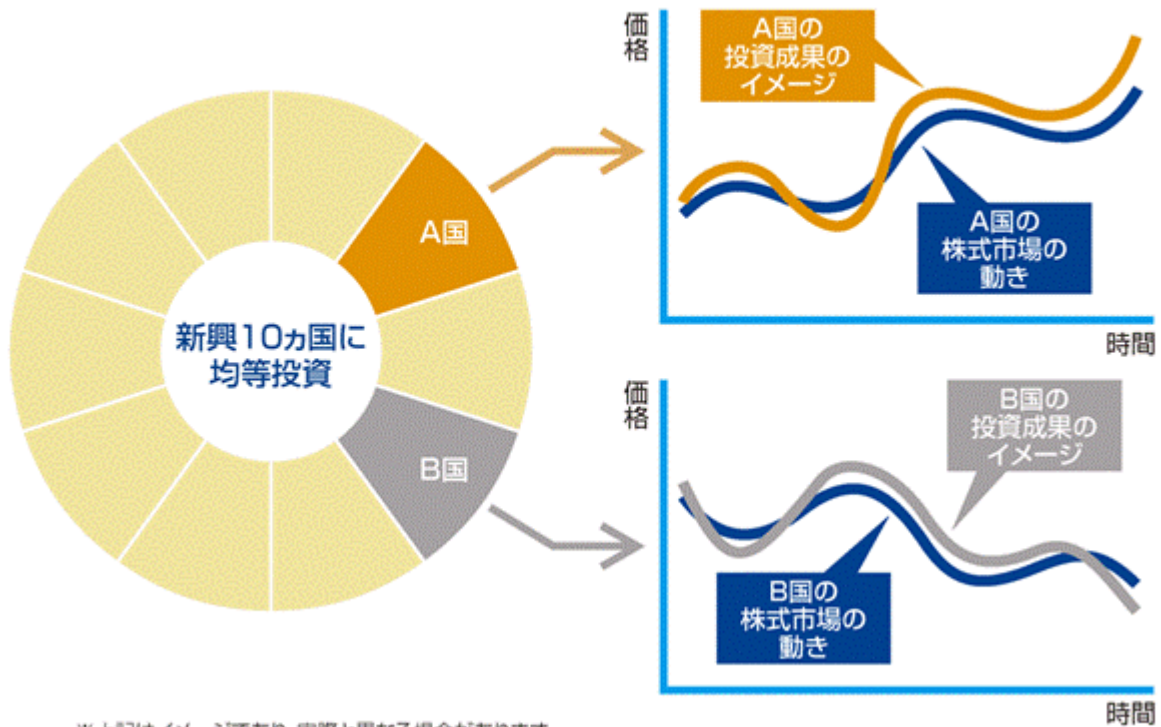 価格
A国の
投資成果の
イメージ
A国の
株式市場の
動き
時間
A国
新興10ヵ国に
均等投資
B国
価格
B国の
投資成果の
イメージ
B国の
株式市場の
動き
時間